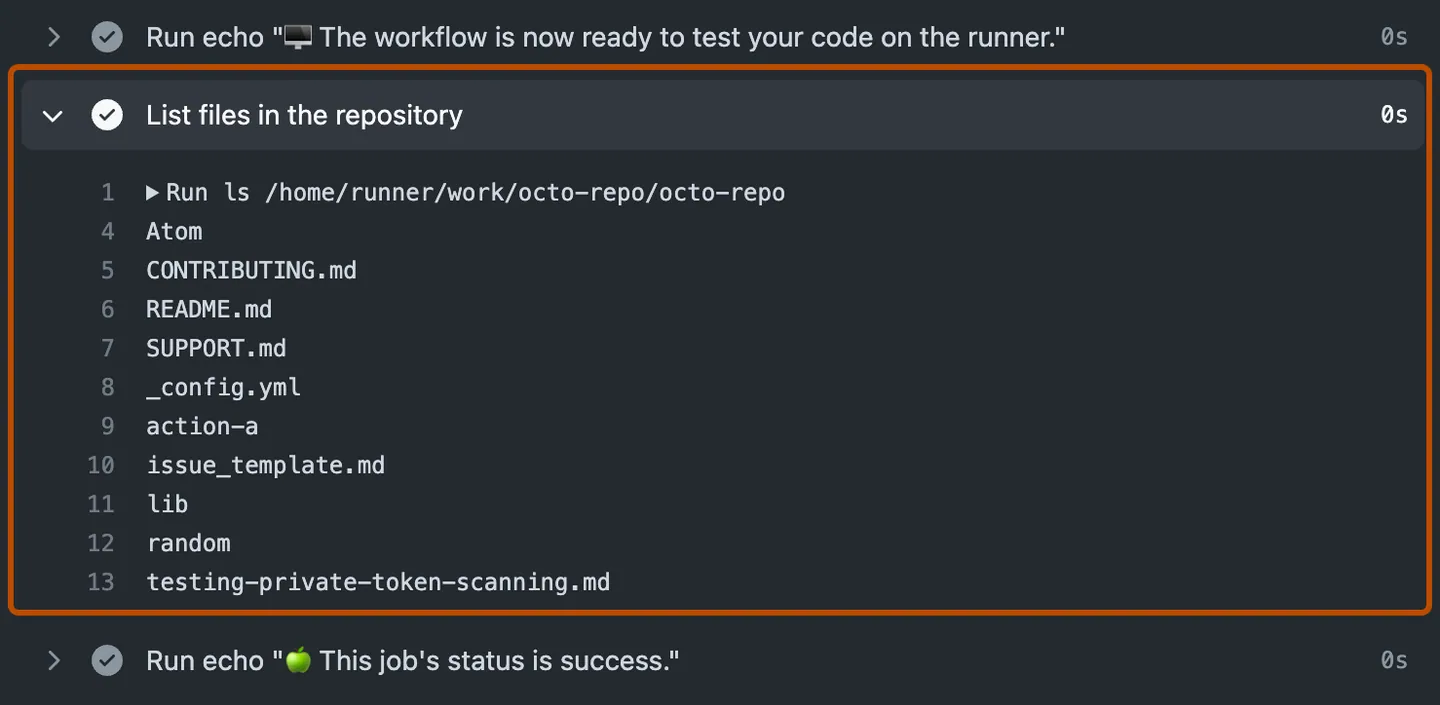 Run echo "🖥️ The workflow is now ready to test your code on the runner." 0s
List files in the repository 0s
1 ▶Run ls /home/runner/work/octo-repo/octo-repo
4 Atom
5 CONTRIBUTING.md
6 README.md
7 SUPPORT.md
8 _config.yml
9 action-a
10 issue_template.md
11 lib
12 random
13 testing-private-token-scanning.md
Run echo "🍏 This job's status is success." 0s